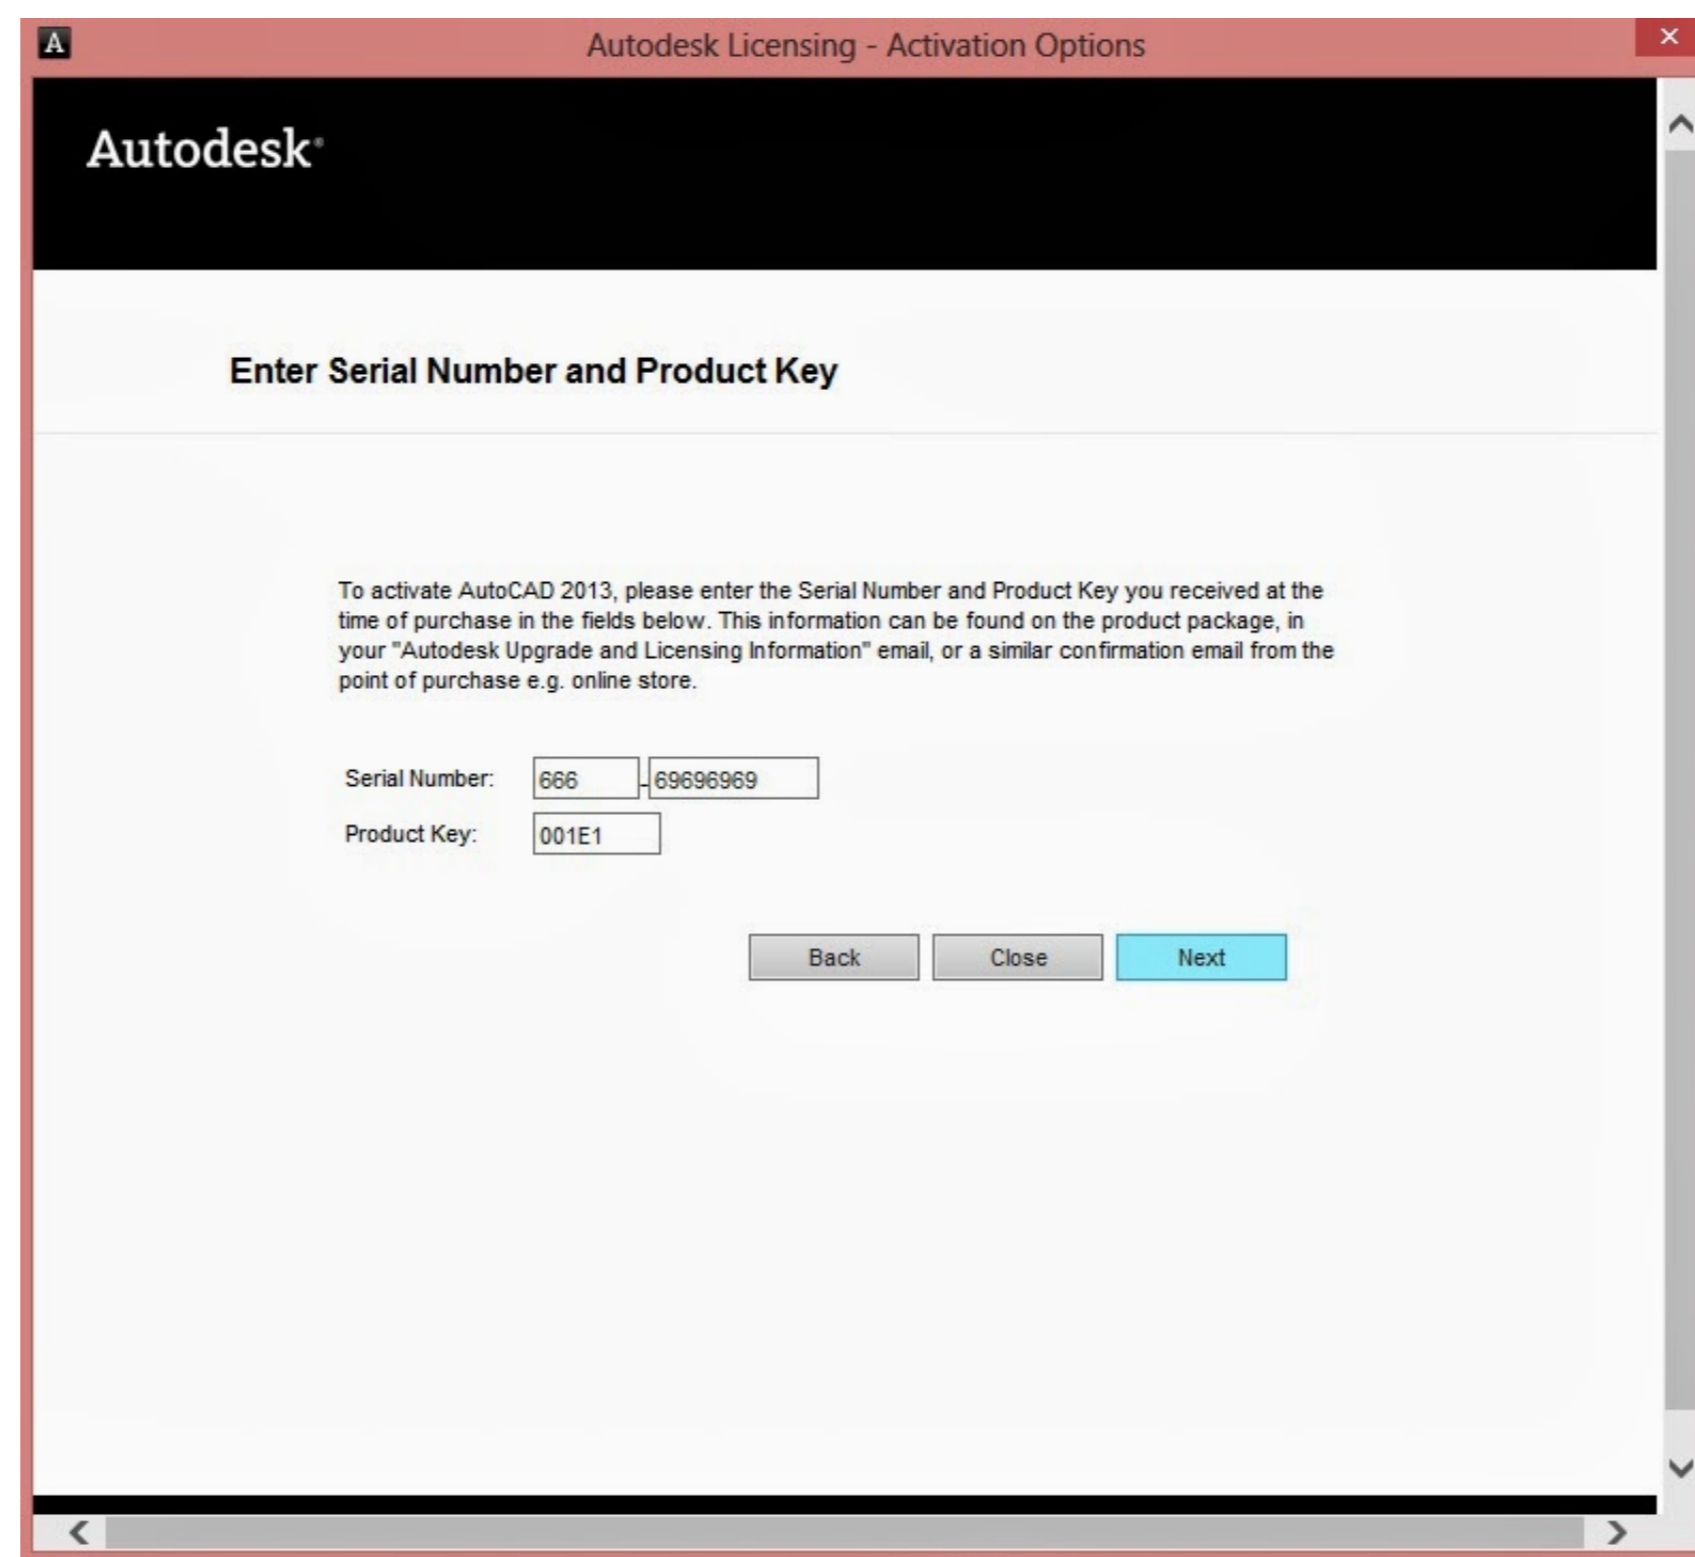 A
Autodesk Licensing - Activation Options
Autodesk®
Enter Serial Number and Product Key
To activate AutoCAD 2013, please enter the Serial Number and Product Key you received at the
time of purchase in the fields below. This information can be found on the product package, in
your "Autodesk Upgrade and Licensing Information" email, or a similar confirmation email from the
point of purchase e.g. online store.
Serial Number: 666 - 69696969
Product Key: 001E1
Back Close Next